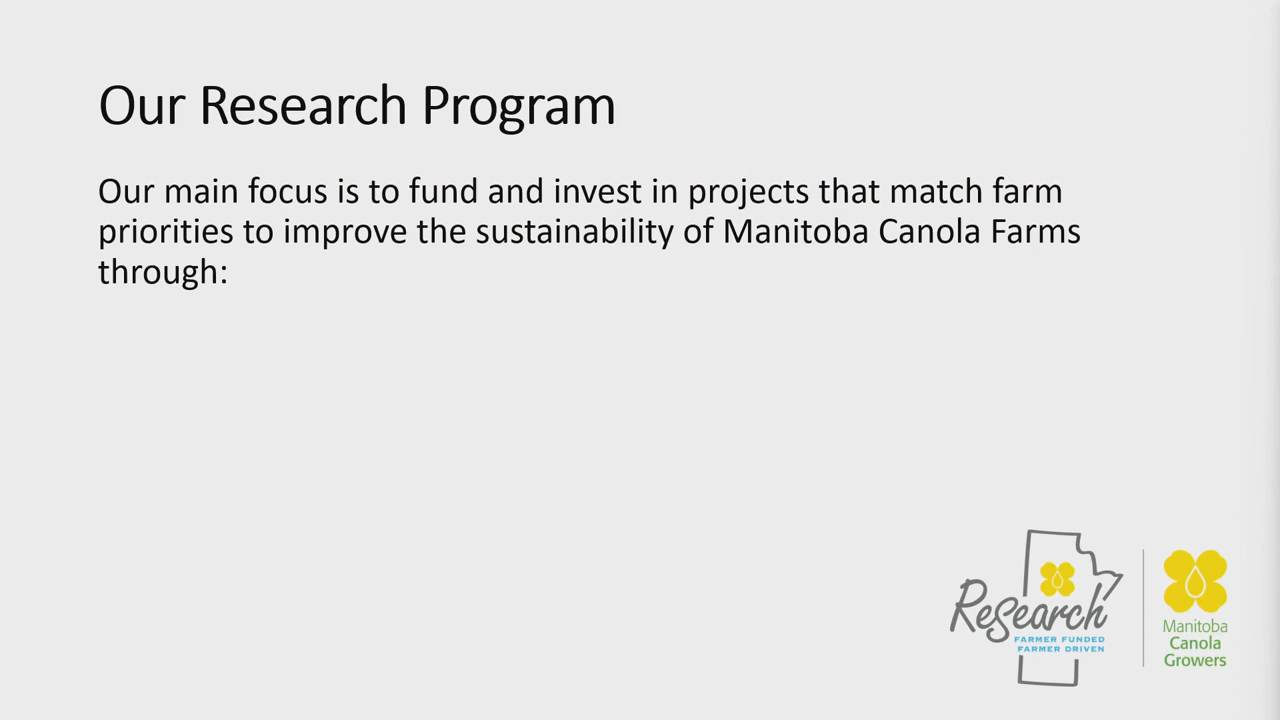 Our Research Program
Our main focus is to fund and invest in projects that match farm
priorities to improve the sustainability of Manitoba Canola Farms
through:
Research
FARMER FUNDED
FARMER DRIVEN
Manitoba
Canola
Growers